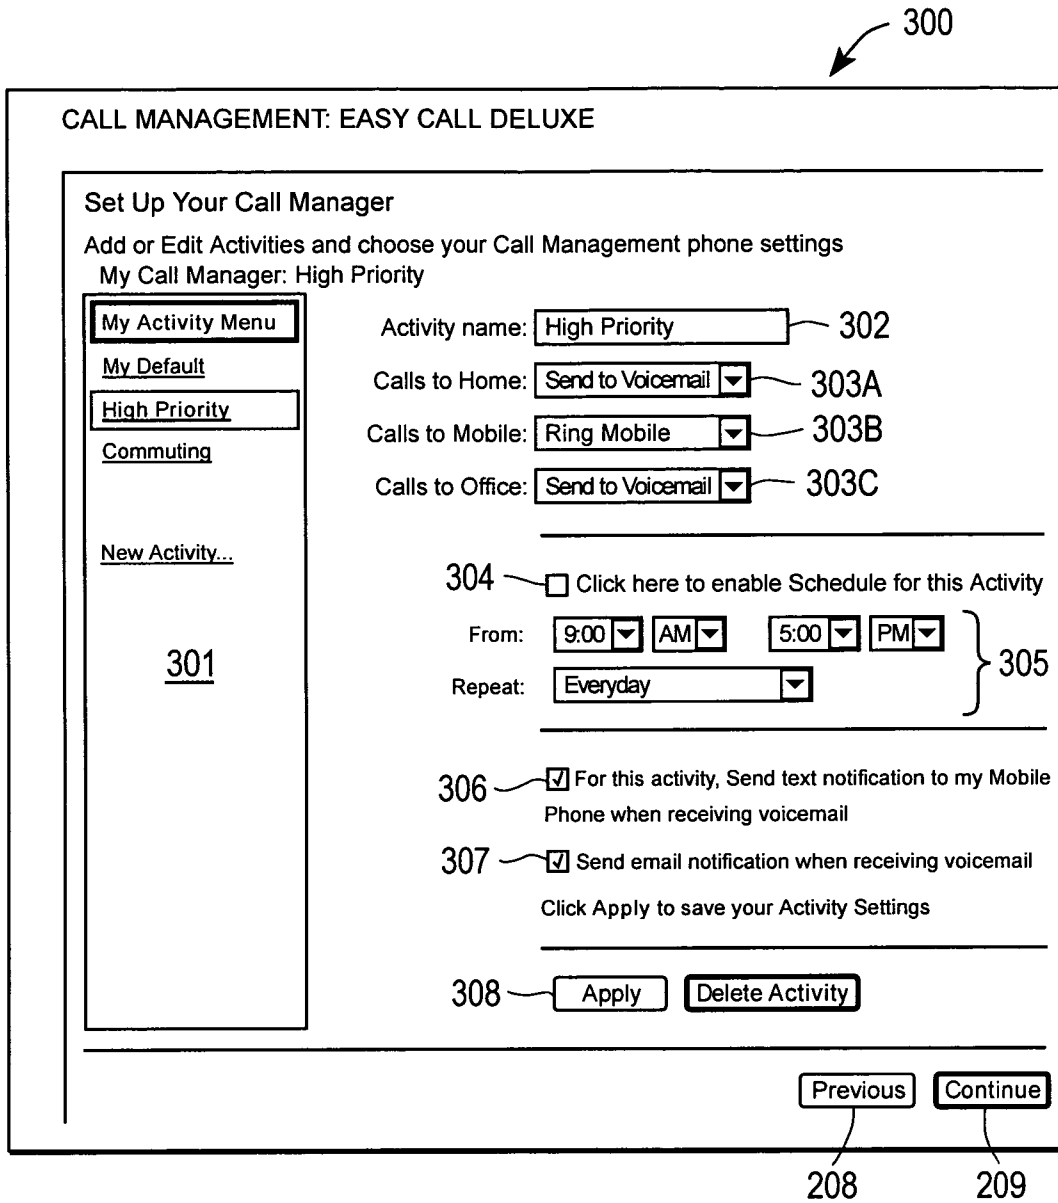 300
CALL MANAGEMENT: EASY CALL DELUXE
Set Up Your Call Manager
Add or Edit Activities and choose your Call Management phone settings
My Call Manager: High Priority
My Activity Menu
My Default
High Priority
Commuting
New Activity...
301
Activity name: High Priority 302
Calls to Home: Send to Voicemail 303A
Calls to Mobile: Ring Mobile 303B
Calls to Office: Send to Voicemail 303C
304 Click here to enable Schedule for this Activity
From: 9:00 AM 5:00 PM
305
Repeat: Everyday
306 For this activity, Send text notification to my Mobile
Phone when receiving voicemail
307 Send email notification when receiving voicemail
Click Apply to save your Activity Settings
308 Apply Delete Activity
Previous Continue
208 209